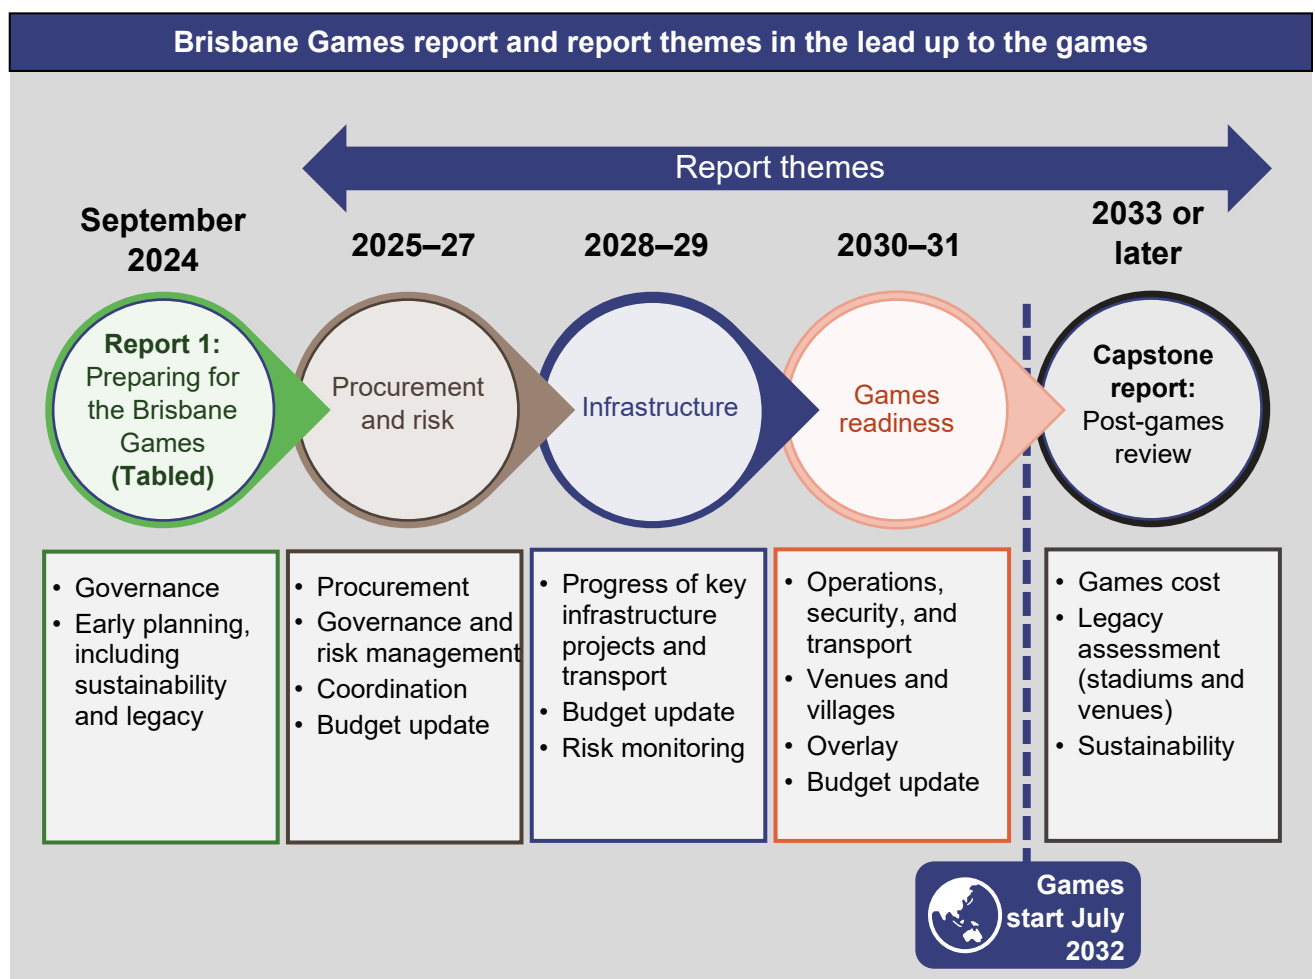 Brisbane Games report and report themes in the lead up to the games
Report themes
September
2024
2025–27
2028–29
2030–31
2033 or
later
Report 1:
Preparing for
the Brisbane
Games
(Tabled)
Procurement
and risk
Infrastructure
Games
readiness
Capstone
report:
Post-games
review
• Governance
• Early planning,
including
sustainability
and legacy
• Procurement
• Governance and
risk management
• Coordination
• Budget update
• Progress of key
infrastructure
projects and
transport
• Budget update
• Risk monitoring
• Operations,
security, and
transport
• Venues and
villages
• Overlay
• Budget update
• Games cost
• Legacy
assessment
(stadiums and
venues)
• Sustainability
Games
start July
2032